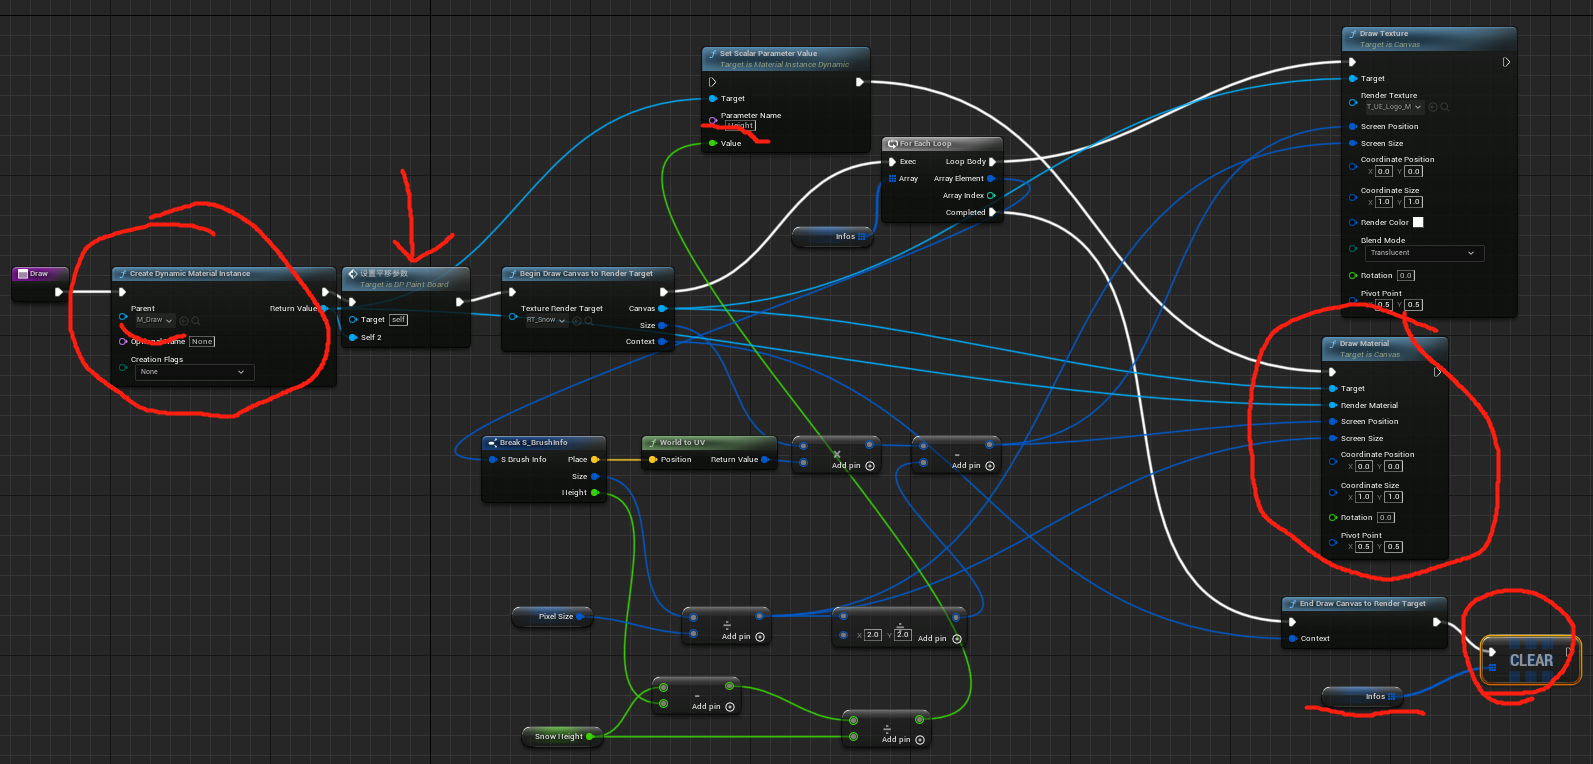 Draw
Create Dynamic Material Instance
Parent
Return Value
M_Draw
Optional Name None
Creation Flags
None
设置平移参数
Target is DP Paint Board
Target self
Self 2
Begin Draw Canvas to Render Target
Texture Render Target
Canvas
RT_Snow
Size
Context
Set Scalar Parameter Value
Target is Material Instance Dynamic
Target
Parameter Name
Height
Value
For Each Loop
Exec Loop Body
Array Array Element
Array Index
Completed
Infos
Draw Texture
Target is Canvas
Target
Render Texture
T_UE_Logo_M
Screen Position
Screen Size
Coordinate Position
X 0.0 Y 0.0
Coordinate Size
X 1.0 Y 1.0
Render Color
Blend Mode
Translucent
Rotation 0.0
Pivot Point
X 0.5 Y 0.5
Draw Material
Target is Canvas
Target
Render Material
Screen Position
Screen Size
Coordinate Position
X 0.0 Y 0.0
Coordinate Size
X 1.0 Y 1.0
Rotation 0.0
Pivot Point
X 0.5 Y 0.5
Break S_BrushInfo
S Brush Info Place
Size
Height
World to UV
Position Return Value
×
Add pin
-
Add pin
Pixel Size
÷
Add pin
÷
X 2.0 Y 2.0 Add pin
-
Add pin
Snow Height
÷
Add pin
End Draw Canvas to Render Target
Context
CLEAR
Infos